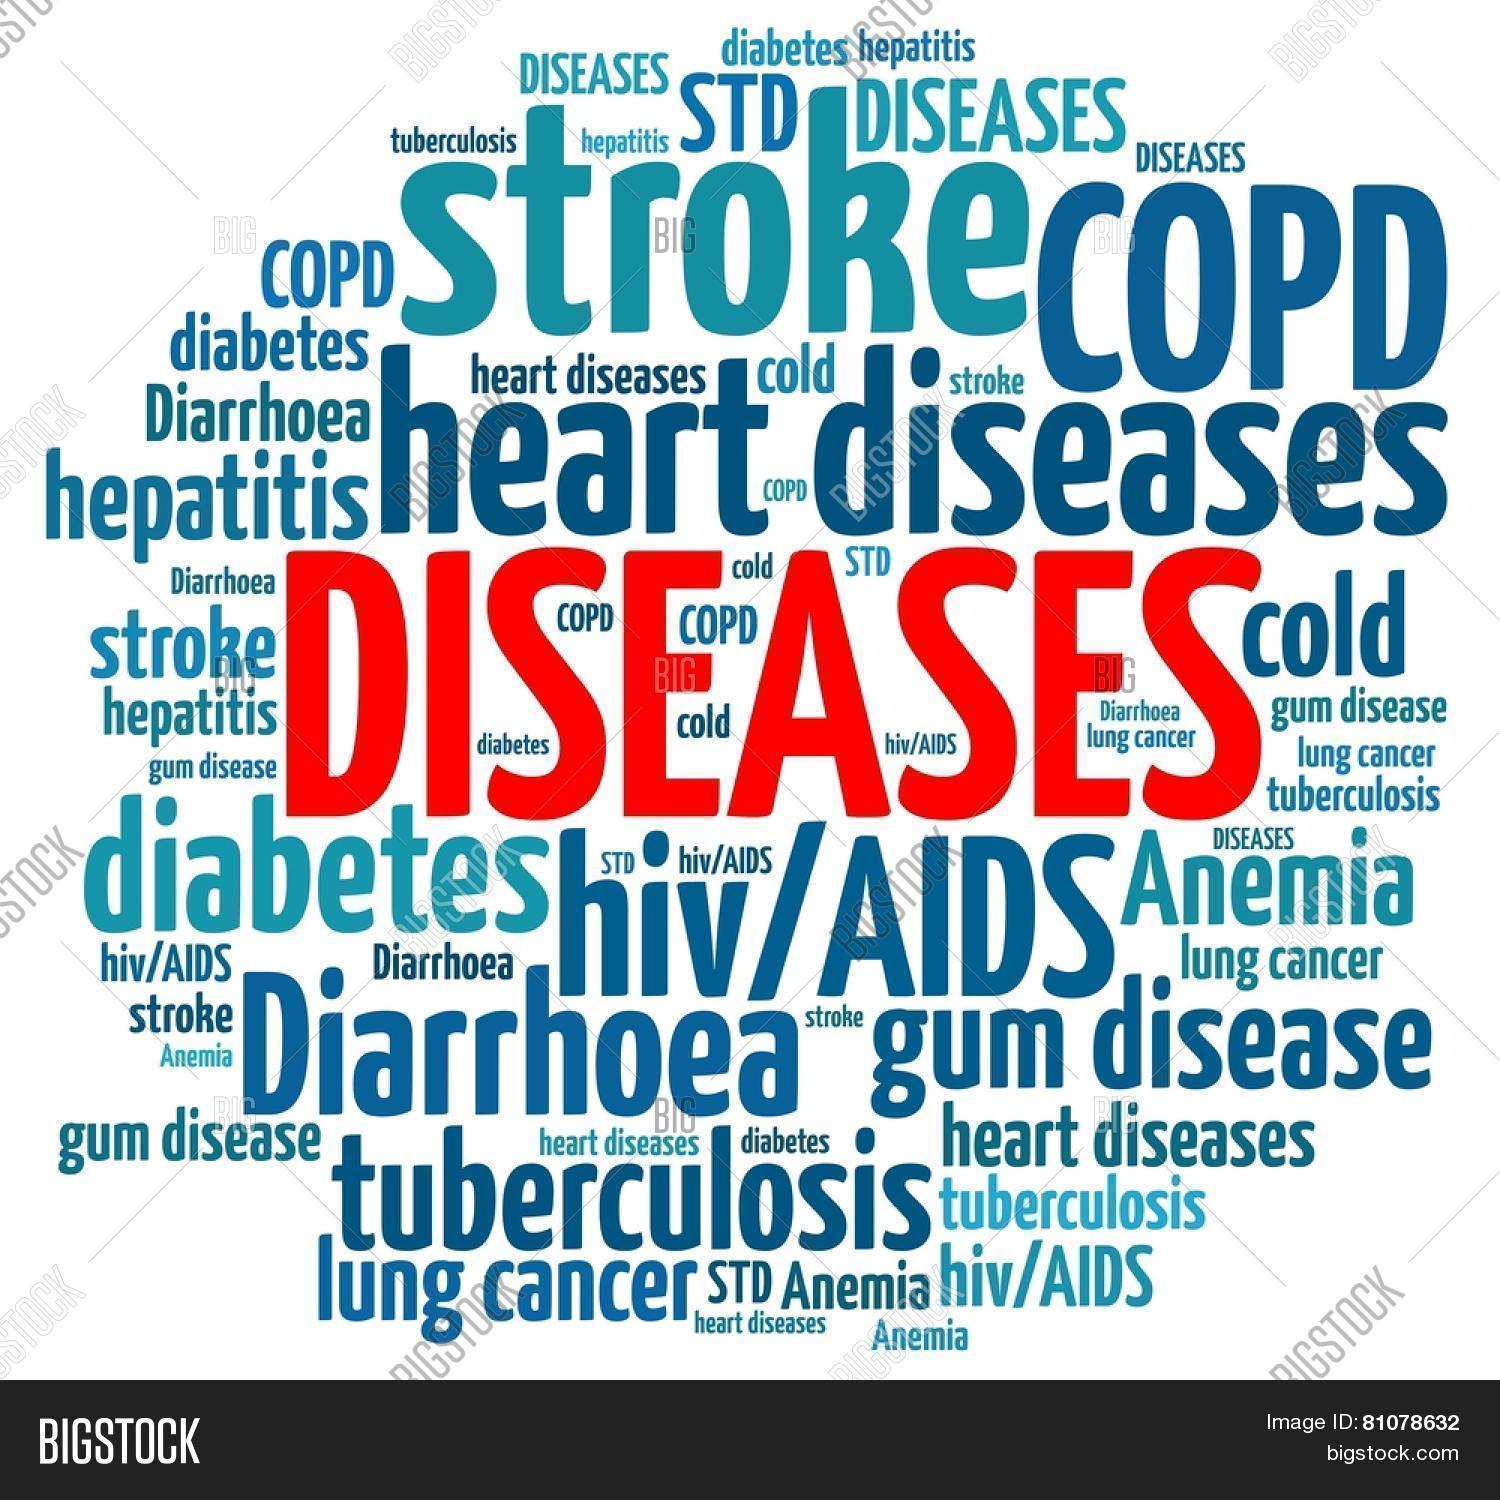 diabetes hepatitis
DISEASES
STD
DISEASES
tuberculosis
hepatitis
DISEASES
stroke
COPD
COPD
diabetes
heart diseases
cold
stroke
Diarrhoea
heart diseases
hepatitis
COPD
cold
STD
Diarrhoea
DISEASES
COPD
COPD
cold
stroke
hepatitis
cold
diabetes
hiv/AIDS
Diarrhoea
lung cancer
gum disease
gum disease
lung cancer
tuberculosis
diabetes
STD
hiv/AIDS
hiv/AIDS
DISEASES
Anemia
hiv/AIDS
Diarrhoea
lung cancer
stroke
Anemia
Diarrhoea
stroke
gum disease
gum disease
heart diseases
diabetes
heart diseases
tuberculosis
tuberculosis
lung cancer
STD
Anemia
hiv/AIDS
heart diseases
Anemia
BIGSTOCK
Image ID: 81078632
bigstock.com